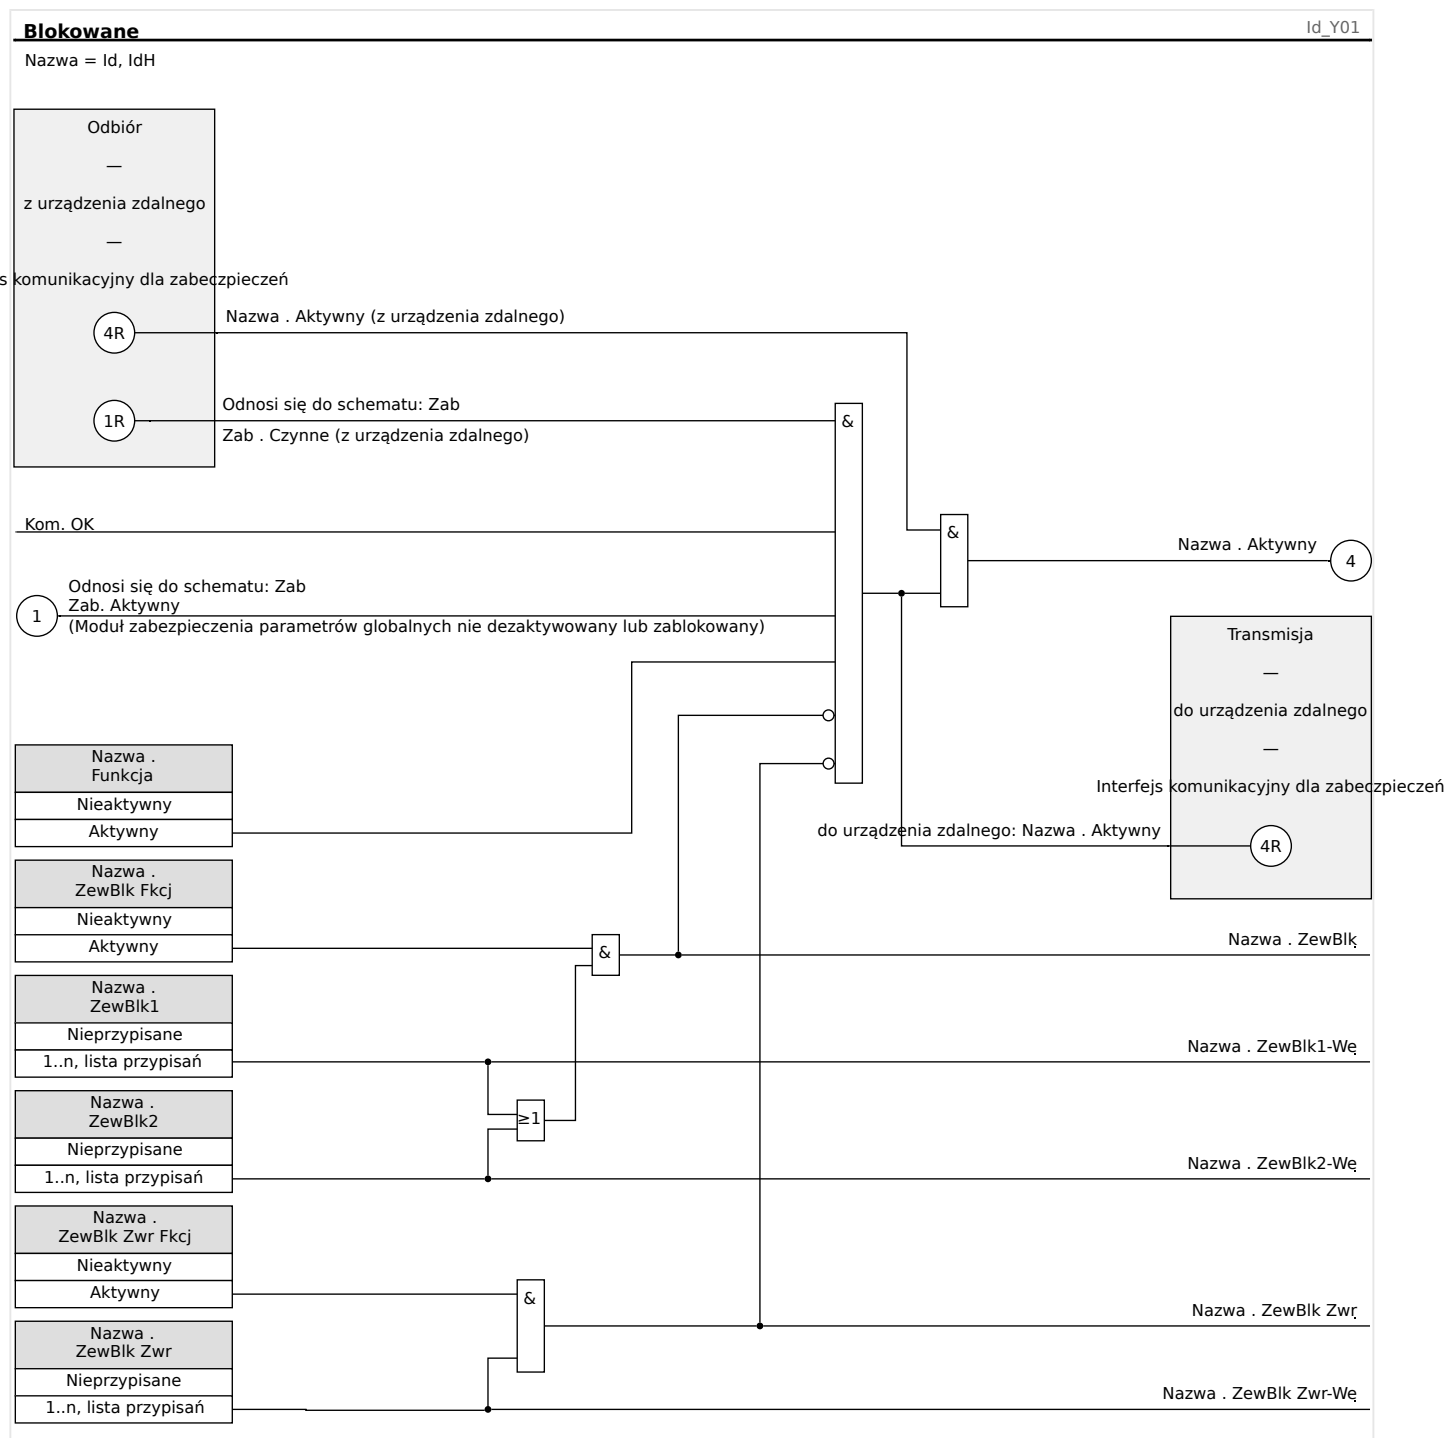 Blokowane
Id_Y01
Nazwa = Id, IdH
Odbiór
—
z urządzenia zdalnego
—
s komunikacyjny dla zabeczpieczeń
4R
Nazwa . Aktywny (z urządzenia zdalnego)
1R
Odnosi się do schematu: Zab
Zab . Czynne (z urządzenia zdalnego)
&
Kom. OK
&
Nazwa . Aktywny
4
1
Odnosi się do schematu: Zab
Zab. Aktywny
(Moduł zabezpieczenia parametrów globalnych nie dezaktywowany lub zablokowany)
Transmisja
—
do urządzenia zdalnego
—
Interfejs komunikacyjny dla zabeczpieczeń
do urządzenia zdalnego: Nazwa . Aktywny
4R
Nazwa .
Funkcja
Nieaktywny
Aktywny
Nazwa .
ZewBlk Fkcj
Nieaktywny
Aktywny
&
Nazwa . ZewBlk
Nazwa .
ZewBlk1
Nieprzypisane
1..n, lista przypisań
Nazwa . ZewBlk1-We
≥1
Nazwa .
ZewBlk2
Nieprzypisane
1..n, lista przypisań
Nazwa . ZewBlk2-We
Nazwa .
ZewBlk Zwr Fkcj
Nieaktywny
Aktywny
&
Nazwa . ZewBlk Zwr
Nazwa .
ZewBlk Zwr
Nieprzypisane
1..n, lista przypisań
Nazwa . ZewBlk Zwr-We